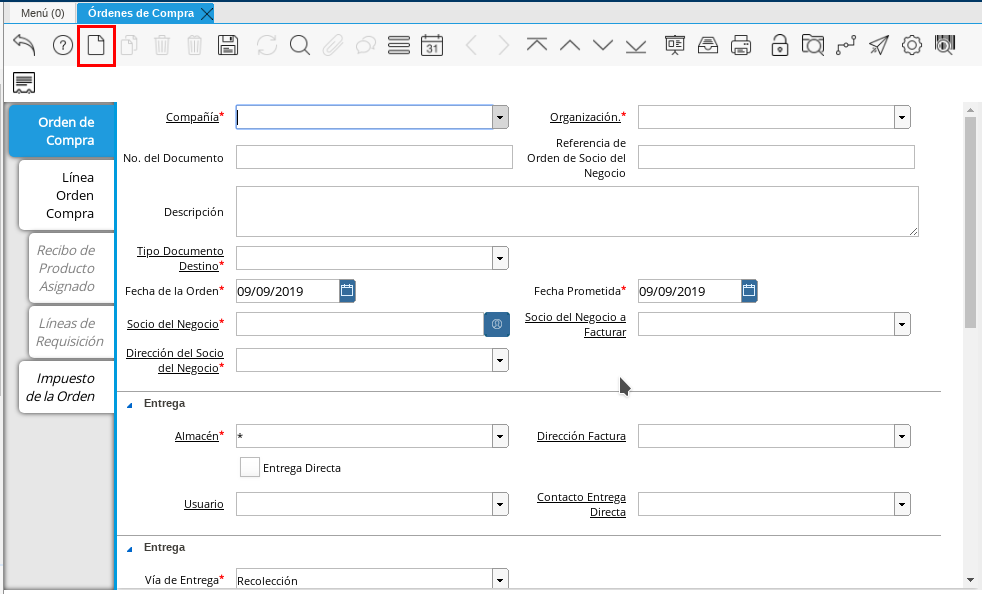 Menú (0)
Órdenes de Compra
31
Orden de
Compra
Línea
Orden
Compra
Recibo de
Producto
Asignado
Líneas de
Requisición
Impuesto
de la Orden
Compañía*
Organización.*
No. del Documento
Referencia de
Orden de Socio del
Negocio
Descripción
Tipo Documento
Destino*
Fecha de la Orden* 09/09/2019
Fecha Prometida* 09/09/2019
Socio del Negocio*
Socio del Negocio a
Facturar
Dirección del Socio
del Negocio*
Entrega
Almacén* *
Dirección Factura
Entrega Directa
Usuario
Contacto Entrega
Directa
Entrega
Vía de Entrega* Recolección